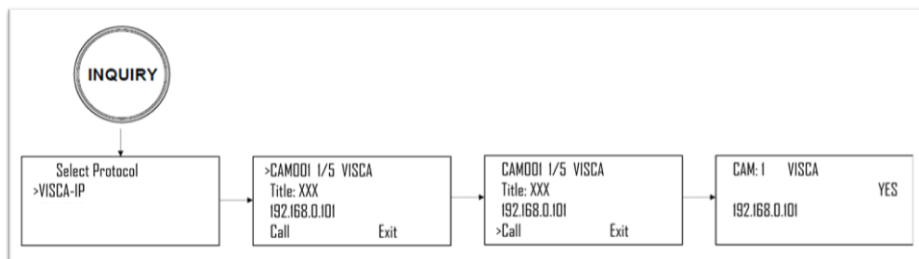 INQUIRY
Select Protocol
>VISCA-IP
>CAM001 1/5 VISCA
Title: XXX
192.168.0.101
Call Exit
CAM001 1/5 VISCA
Title: XXX
192.168.0.101
>Call Exit
CAM: 1 VISCA
YES
192.168.0.101